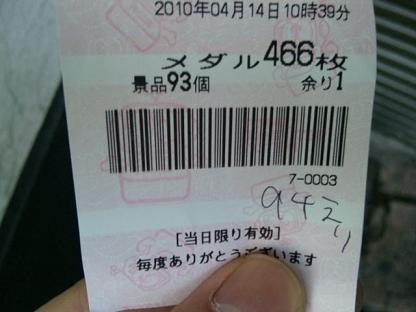 2010年04月14日10時39分
メダル466枚
景品93個 余り1
7-0003
[当日限り有効]
毎度ありがとうございます